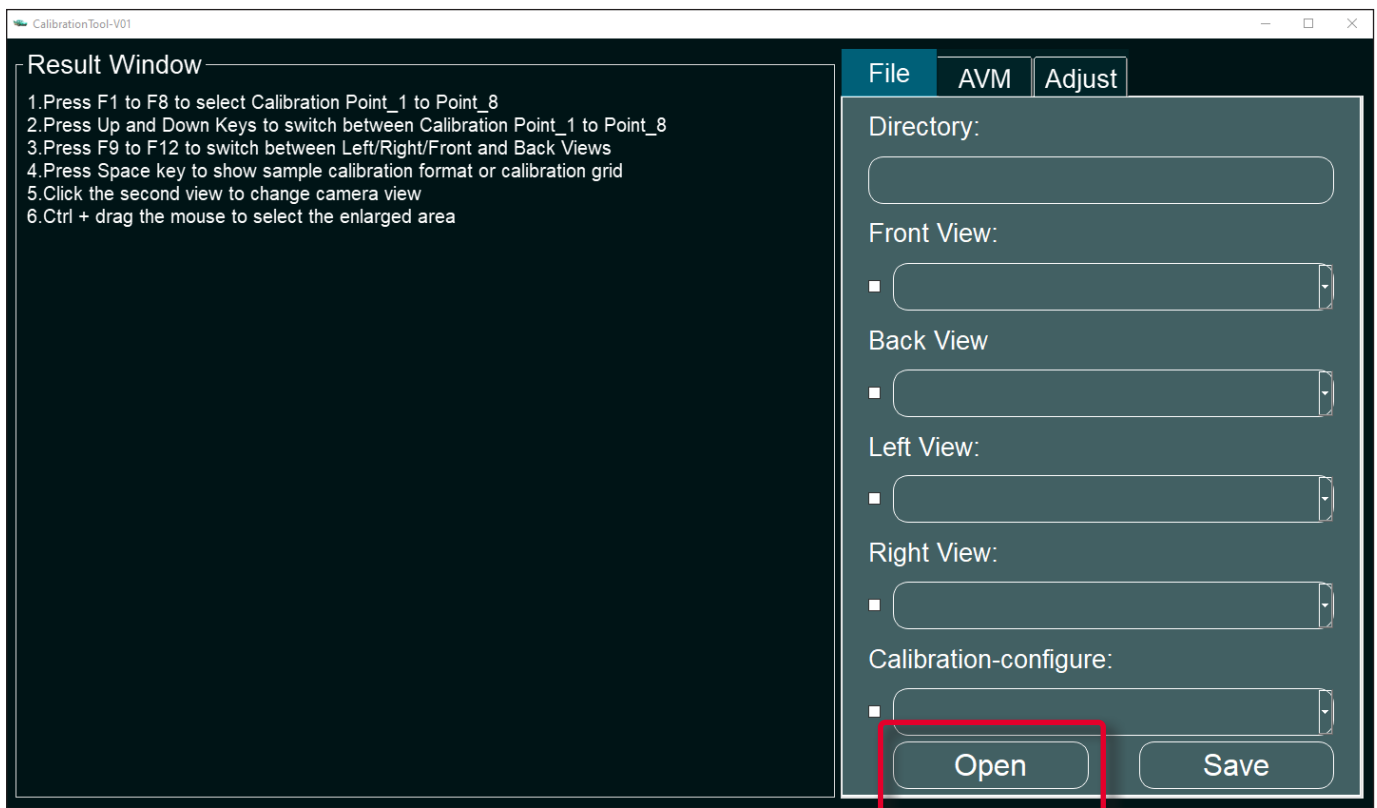 CalibrationTool-V01
Result Window
1.Press F1 to F8 to select Calibration Point_1 to Point_8
2.Press Up and Down Keys to switch between Calibration Point_1 to Point_8
3.Press F9 to F12 to switch between Left/Right/Front and Back Views
4.Press Space key to show sample calibration format or calibration grid
5.Click the second view to change camera view
6.Ctrl + drag the mouse to select the enlarged area
File AVM Adjust
Directory:
Front View:
Back View
Left View:
Right View:
Calibration-configure:
Open Save